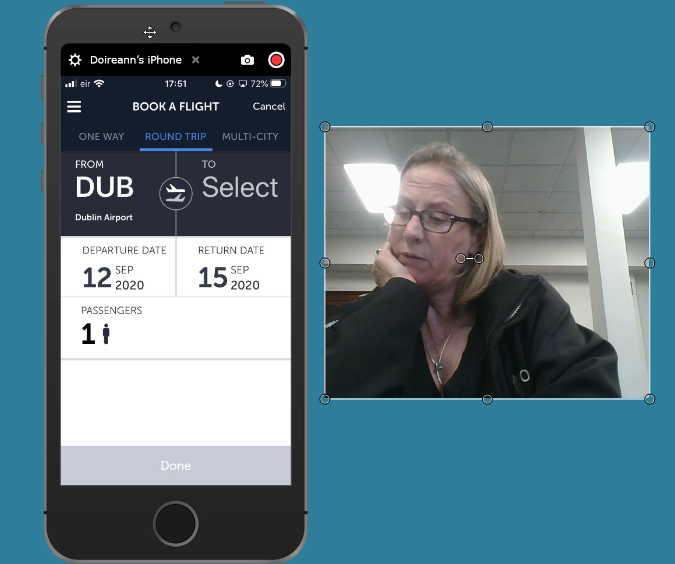 Doireann's iPhone
eir 17:51 72%
BOOK A FLIGHT Cancel
ONE WAY ROUND TRIP MULTI-CITY
FROM TO
DUB Select
Dublin Airport
DEPARTURE DATE RETURN DATE
12 SEP 2020 15 SEP 2020
PASSENGERS
1
Done